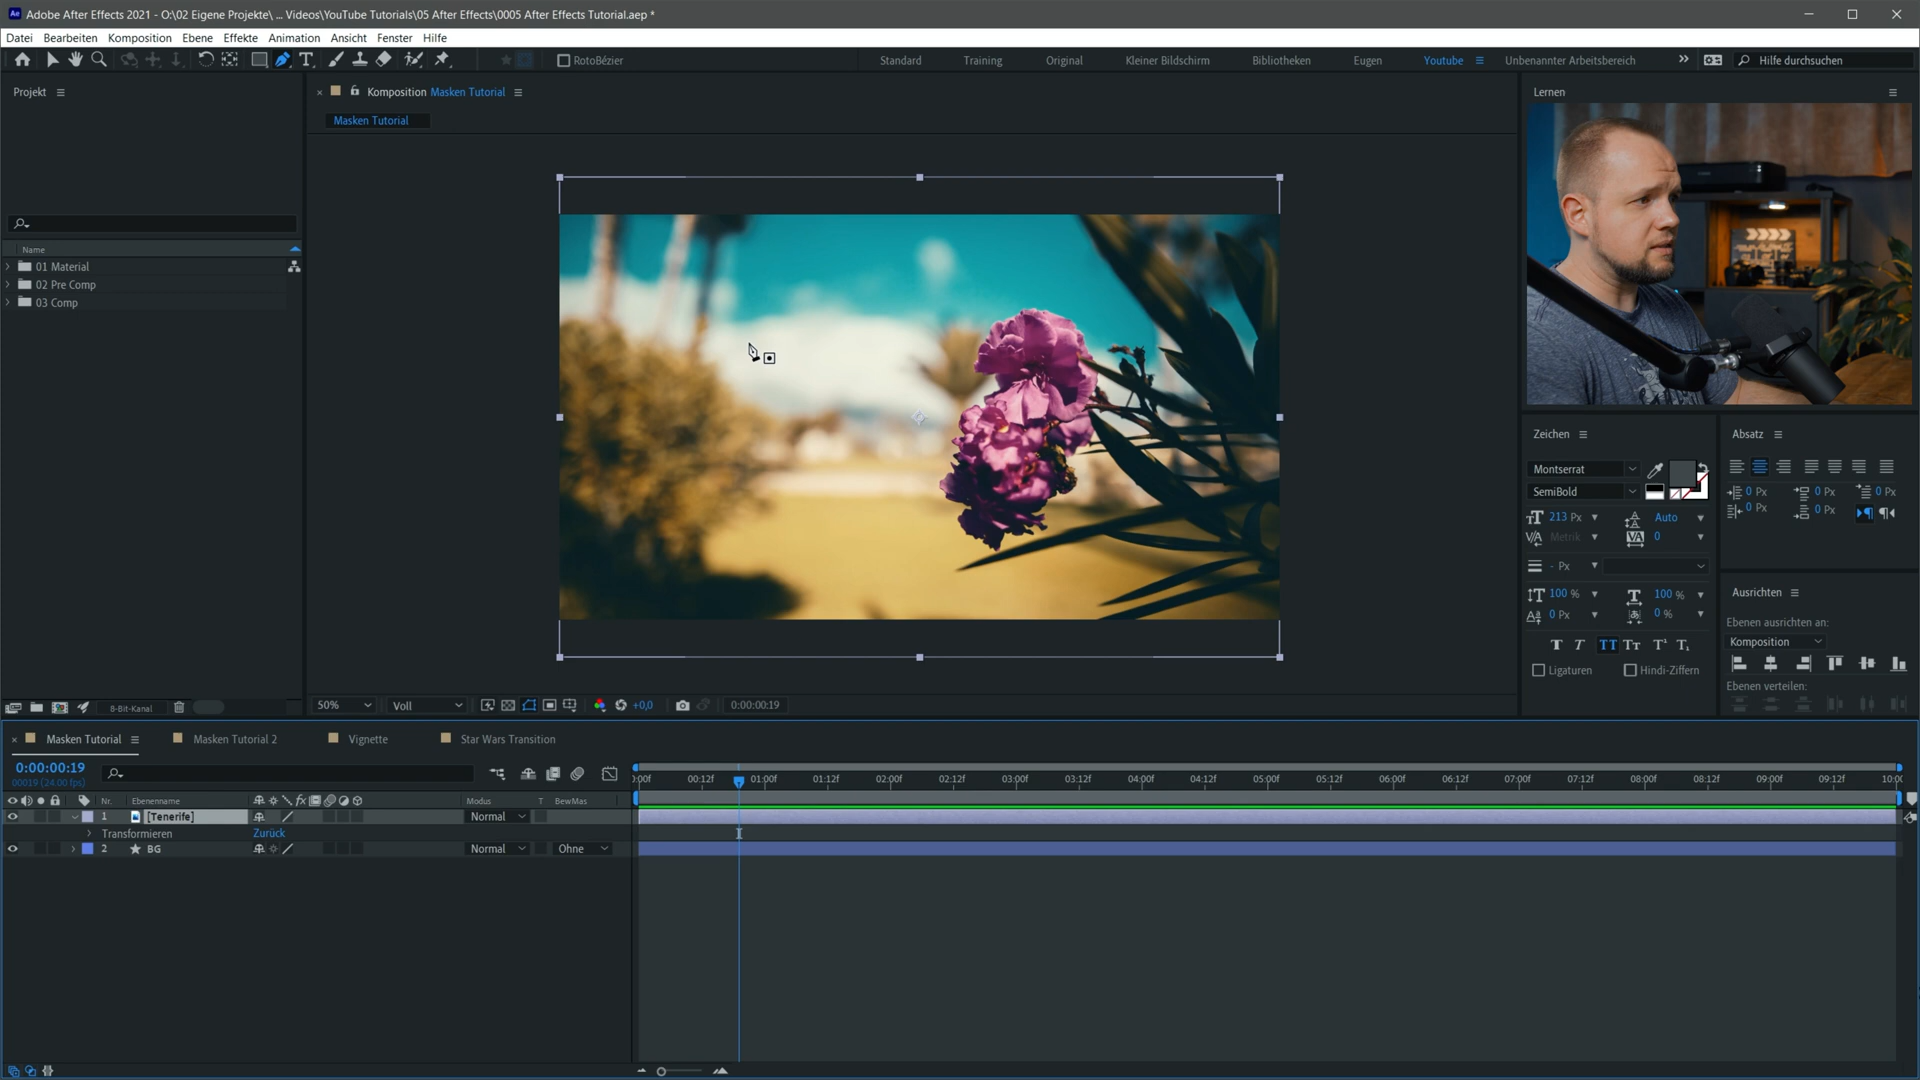 Adobe After Effects 2021 - O:\02 Eigene Projekte\ ... Videos\YouTube Tutorials\05 After Effects\0005 After Effects Tutorial.aep *
Datei Bearbeiten Komposition Ebene Effekte Animation Ansicht Fenster Hilfe
RotoBézier Standard Training Original Kleiner Bildschirm Bibliotheken Eugen Youtube Unbenannter Arbeitsbereich Hilfe durchsuchen
Projekt
Komposition Masken Tutorial
Lernen
Masken Tutorial
Name
01 Material
02 Pre Comp
03 Comp
Zeichen
Absatz
Montserrat
SemiBold
0 Px 0 Px 0 Px
0 Px 0 Px
213 Px Auto
Metrik 0
- Px
100 % 100 %
0 Px 0 %
Ligaturen Hindi-Ziffern
Ausrichten
Ebenen ausrichten an:
Komposition
Ebenen verteilen:
8-Bit-Kanal
50% Voll +0,0 0:00:00:19
Masken Tutorial Masken Tutorial 2 Vignette Star Wars Transition
0:00:00:19
00019 (24.00 fps)
:00f 00:12f 01:00f 01:12f 02:00f 02:12f 03:00f 03:12f 04:00f 04:12f 05:00f 05:12f 06:00f 06:12f 07:00f 07:12f 08:00f 08:12f 09:00f 09:12f 10:0
Nr. Ebenenname Modus T BewMas
1 [Tenerife] Normal
Transformieren Zurück
2 BG Normal Ohne